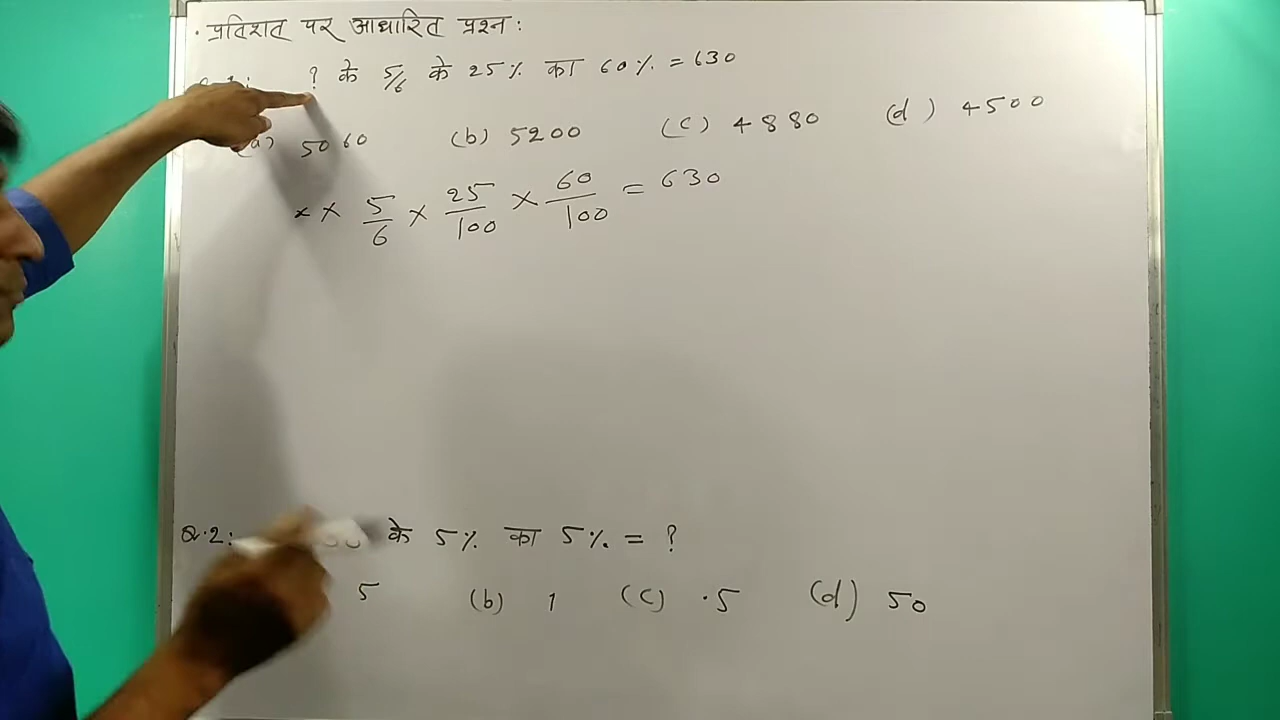 • प्रतिशत पर आधारित प्रश्न :
? के 5/6 के 25% का 60% = 630
(a) 5060 (b) 5200 (c) 4880 (d) 4500
x × 5/6 × 25/100 × 60/100 = 630
Q.2: के 5% का 5% = ?
5 (b) 1 (c) .5 (d) 50